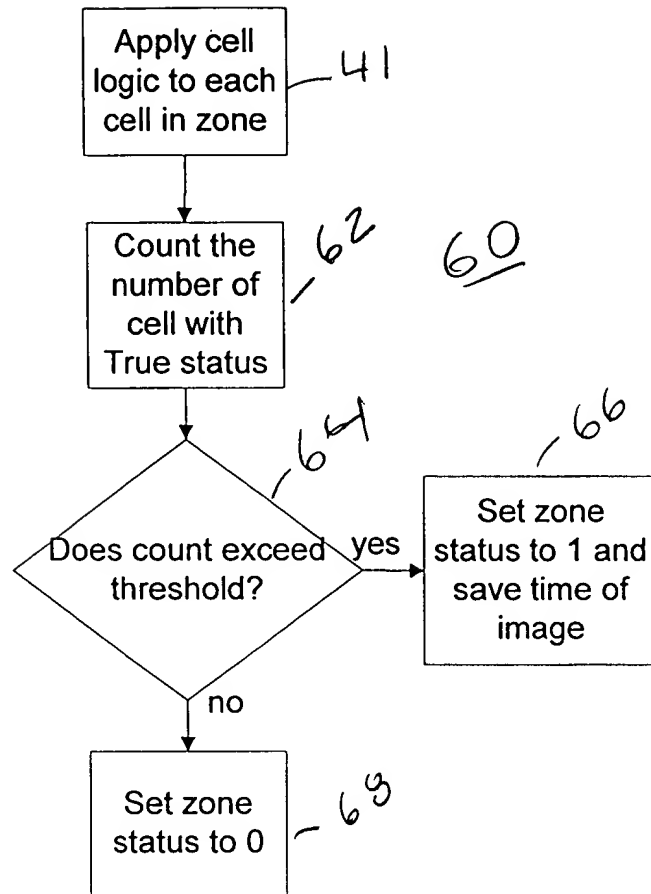 Apply cell
logic to each
cell in zone
41
Count the
number of
cell with
True status
62
60
64
Does count exceed
threshold?
yes
66
Set zone
status to 1 and
save time of
image
no
Set zone
status to 0